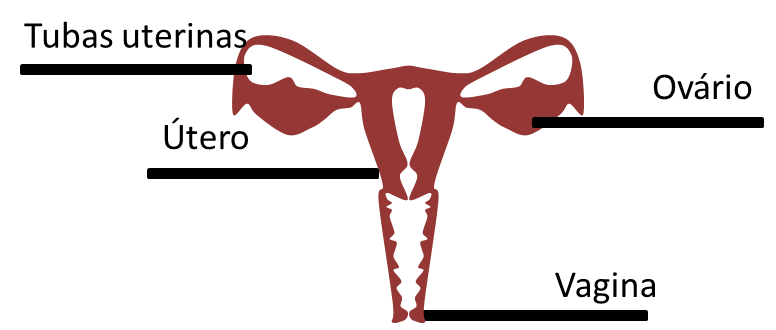 Tubas uterinas
Ovário
Útero
Vagina